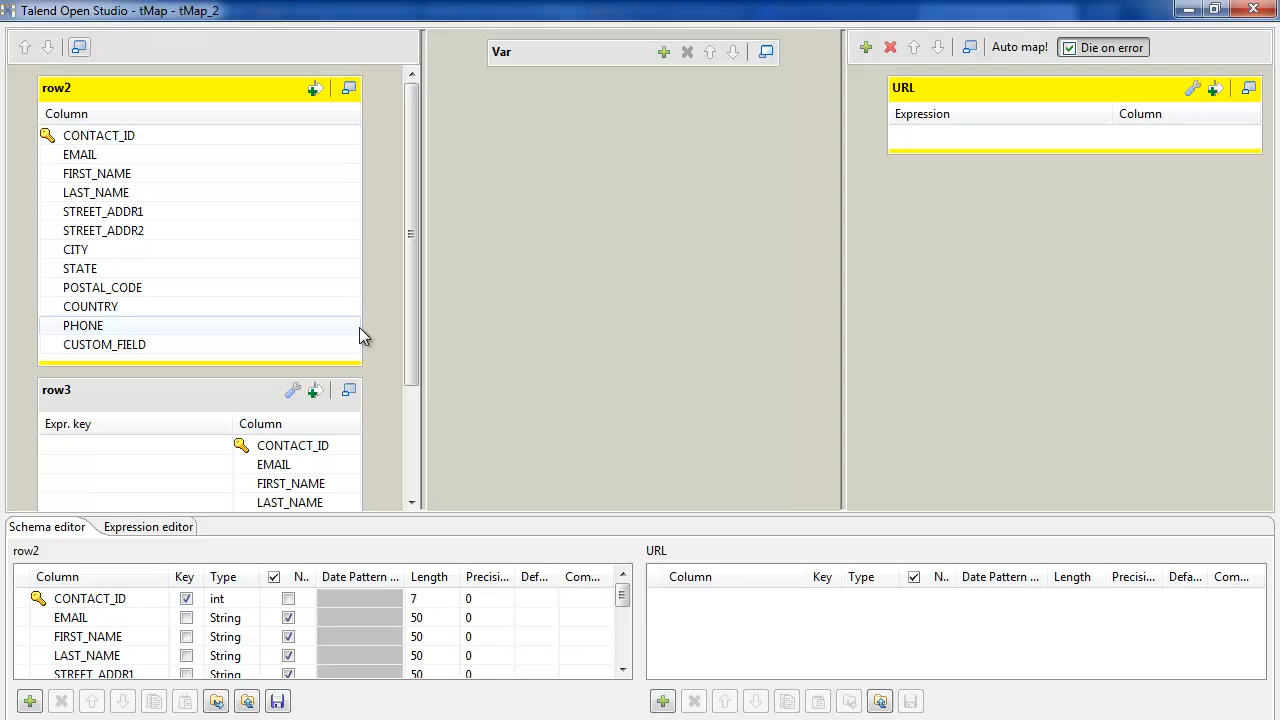 Talend Open Studio - tMap - tMap_2
Var
Auto map! Die on error
row2
Column
CONTACT_ID
EMAIL
FIRST_NAME
LAST_NAME
STREET_ADDR1
STREET_ADDR2
CITY
STATE
POSTAL_CODE
COUNTRY
PHONE
CUSTOM_FIELD
row3
Expr. key Column
CONTACT_ID
EMAIL
FIRST_NAME
LAST_NAME
URL
Expression Column
Schema editor Expression editor
row2
Column Key Type N.. Date Pattern ... Length Precisi... Def... Com...
CONTACT_ID int 7 0
EMAIL String 50 0
FIRST_NAME String 50 0
LAST_NAME String 50 0
STREET_ADDR1 String 50 0
URL
Column Key Type N.. Date Pattern ... Length Precisi... Defa... Com...